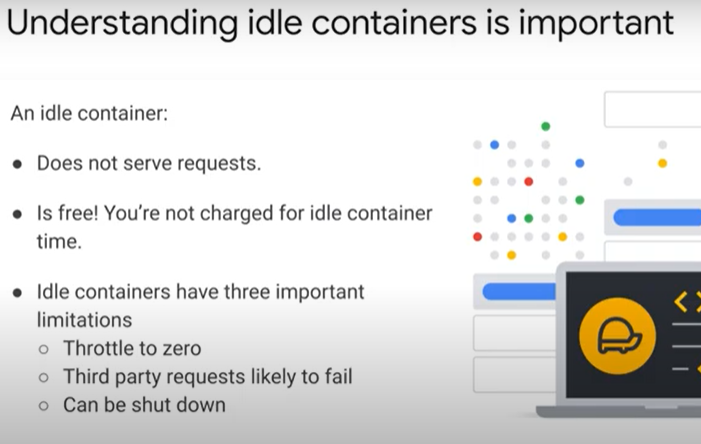 Understanding idle containers is important
An idle container:
● Does not serve requests.
● Is free! You're not charged for idle container
time.
● Idle containers have three important
limitations
○ Throttle to zero
○ Third party requests likely to fail
○ Can be shut down